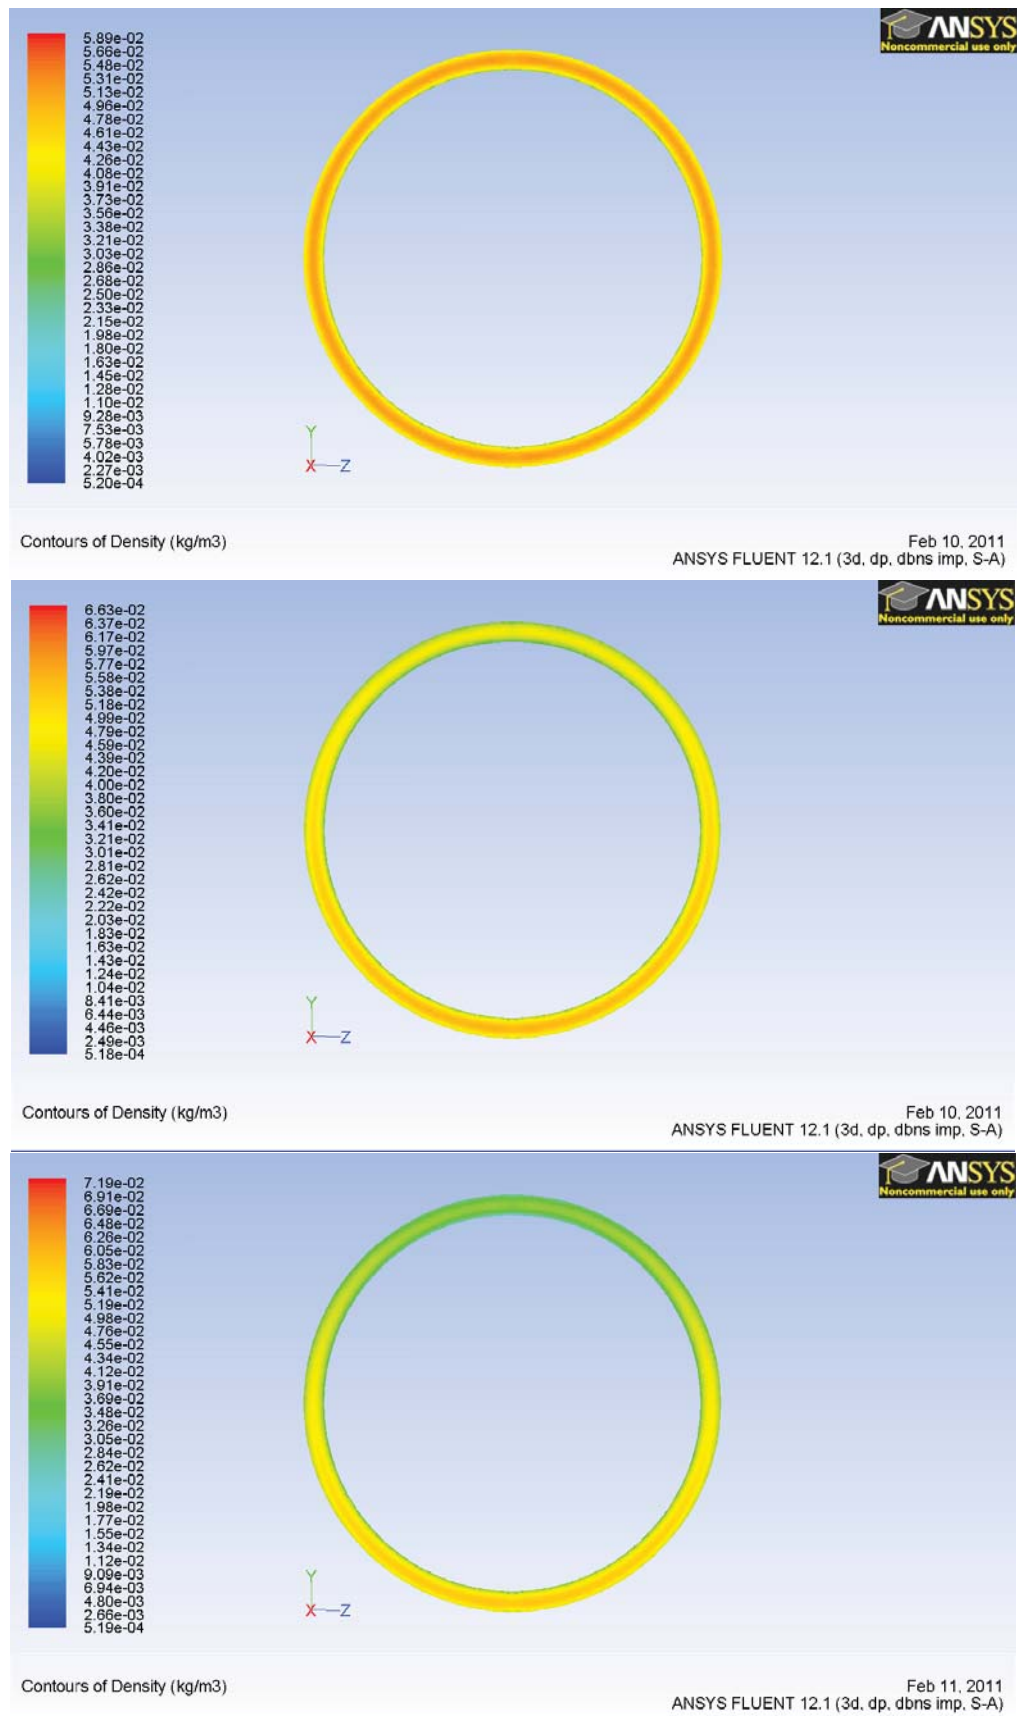 ANSYS
Noncommercial use only
5.89e-02
5.66e-02
5.48e-02
5.31e-02
5.13e-02
4.96e-02
4.78e-02
4.61e-02
4.43e-02
4.26e-02
4.08e-02
3.91e-02
3.73e-02
3.56e-02
3.38e-02
3.21e-02
3.03e-02
2.86e-02
2.68e-02
2.50e-02
2.33e-02
2.15e-02
1.98e-02
1.80e-02
1.63e-02
1.45e-02
1.28e-02
1.10e-02
9.28e-03
7.53e-03
5.78e-03
4.02e-03
2.27e-03
5.20e-04
Y
X Z
Contours of Density (kg/m3)
Feb 10, 2011
ANSYS FLUENT 12.1 (3d, dp, dbns imp, S-A)
ANSYS
Noncommercial use only
6.63e-02
6.37e-02
6.17e-02
5.97e-02
5.77e-02
5.58e-02
5.38e-02
5.18e-02
4.99e-02
4.79e-02
4.59e-02
4.39e-02
4.20e-02
4.00e-02
3.80e-02
3.60e-02
3.41e-02
3.21e-02
3.01e-02
2.81e-02
2.62e-02
2.42e-02
2.22e-02
2.03e-02
1.83e-02
1.63e-02
1.43e-02
1.24e-02
1.04e-02
8.41e-03
6.44e-03
4.46e-03
2.49e-03
5.18e-04
Y
X Z
Contours of Density (kg/m3)
Feb 10, 2011
ANSYS FLUENT 12.1 (3d, dp, dbns imp, S-A)
ANSYS
Noncommercial use only
7.19e-02
6.91e-02
6.69e-02
6.48e-02
6.26e-02
6.05e-02
5.83e-02
5.62e-02
5.41e-02
5.19e-02
4.98e-02
4.76e-02
4.55e-02
4.34e-02
4.12e-02
3.91e-02
3.69e-02
3.48e-02
3.26e-02
3.05e-02
2.84e-02
2.62e-02
2.41e-02
2.19e-02
1.98e-02
1.77e-02
1.55e-02
1.34e-02
1.12e-02
9.09e-03
6.94e-03
4.80e-03
2.66e-03
5.19e-04
Y
X Z
Contours of Density (kg/m3)
Feb 11, 2011
ANSYS FLUENT 12.1 (3d, dp, dbns imp, S-A)